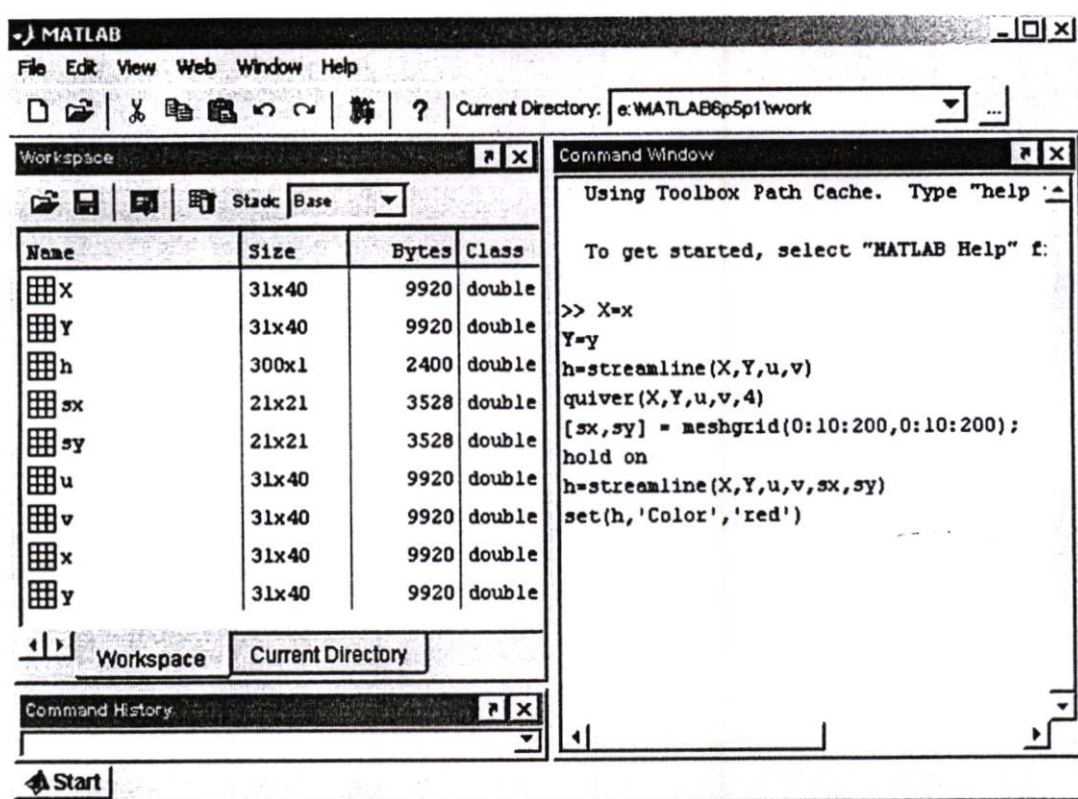 MATLAB
File Edit View Web Window Help
? Current Directory: e:\MATLAB6p5p1\work ...
Workspace
Stack: Base
Name Size Bytes Class
X 31x40 9920 double
Y 31x40 9920 double
h 300x1 2400 double
sx 21x21 3528 double
sy 21x21 3528 double
u 31x40 9920 double
v 31x40 9920 double
x 31x40 9920 double
y 31x40 9920 double
Workspace Current Directory
Command History
Start
Command Window
Using Toolbox Path Cache. Type "help
To get started, select "MATLAB Help" f
>> X=x
Y=y
h=streamline(X,Y,u,v)
quiver(X,Y,u,v,4)
[sx,sy] = meshgrid(0:10:200,0:10:200);
hold on
h=streamline(X,Y,u,v,sx,sy)
set(h,'Color','red')